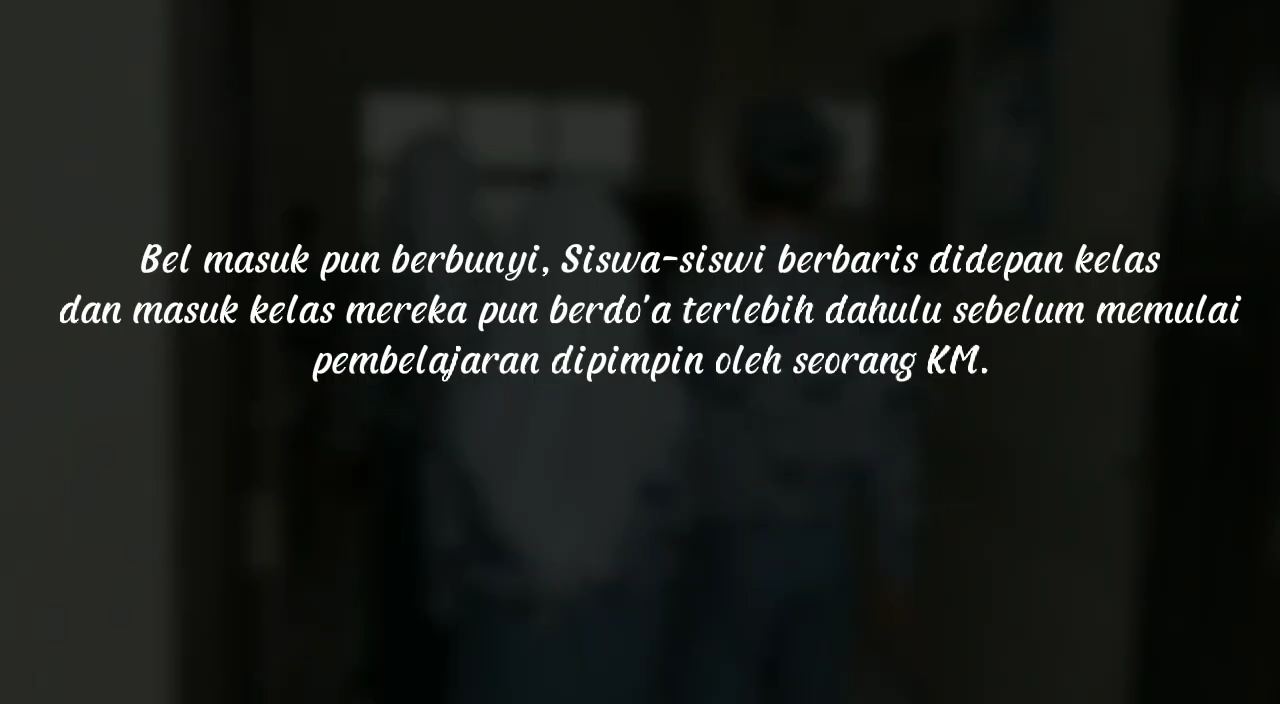 Bel masuk pun berbunyi, Siswa-siswi berbaris didepan kelas
dan masuk kelas mereka pun berdo'a terlebih dahulu sebelum memulai
pembelajaran dipimpin oleh seorang KM.